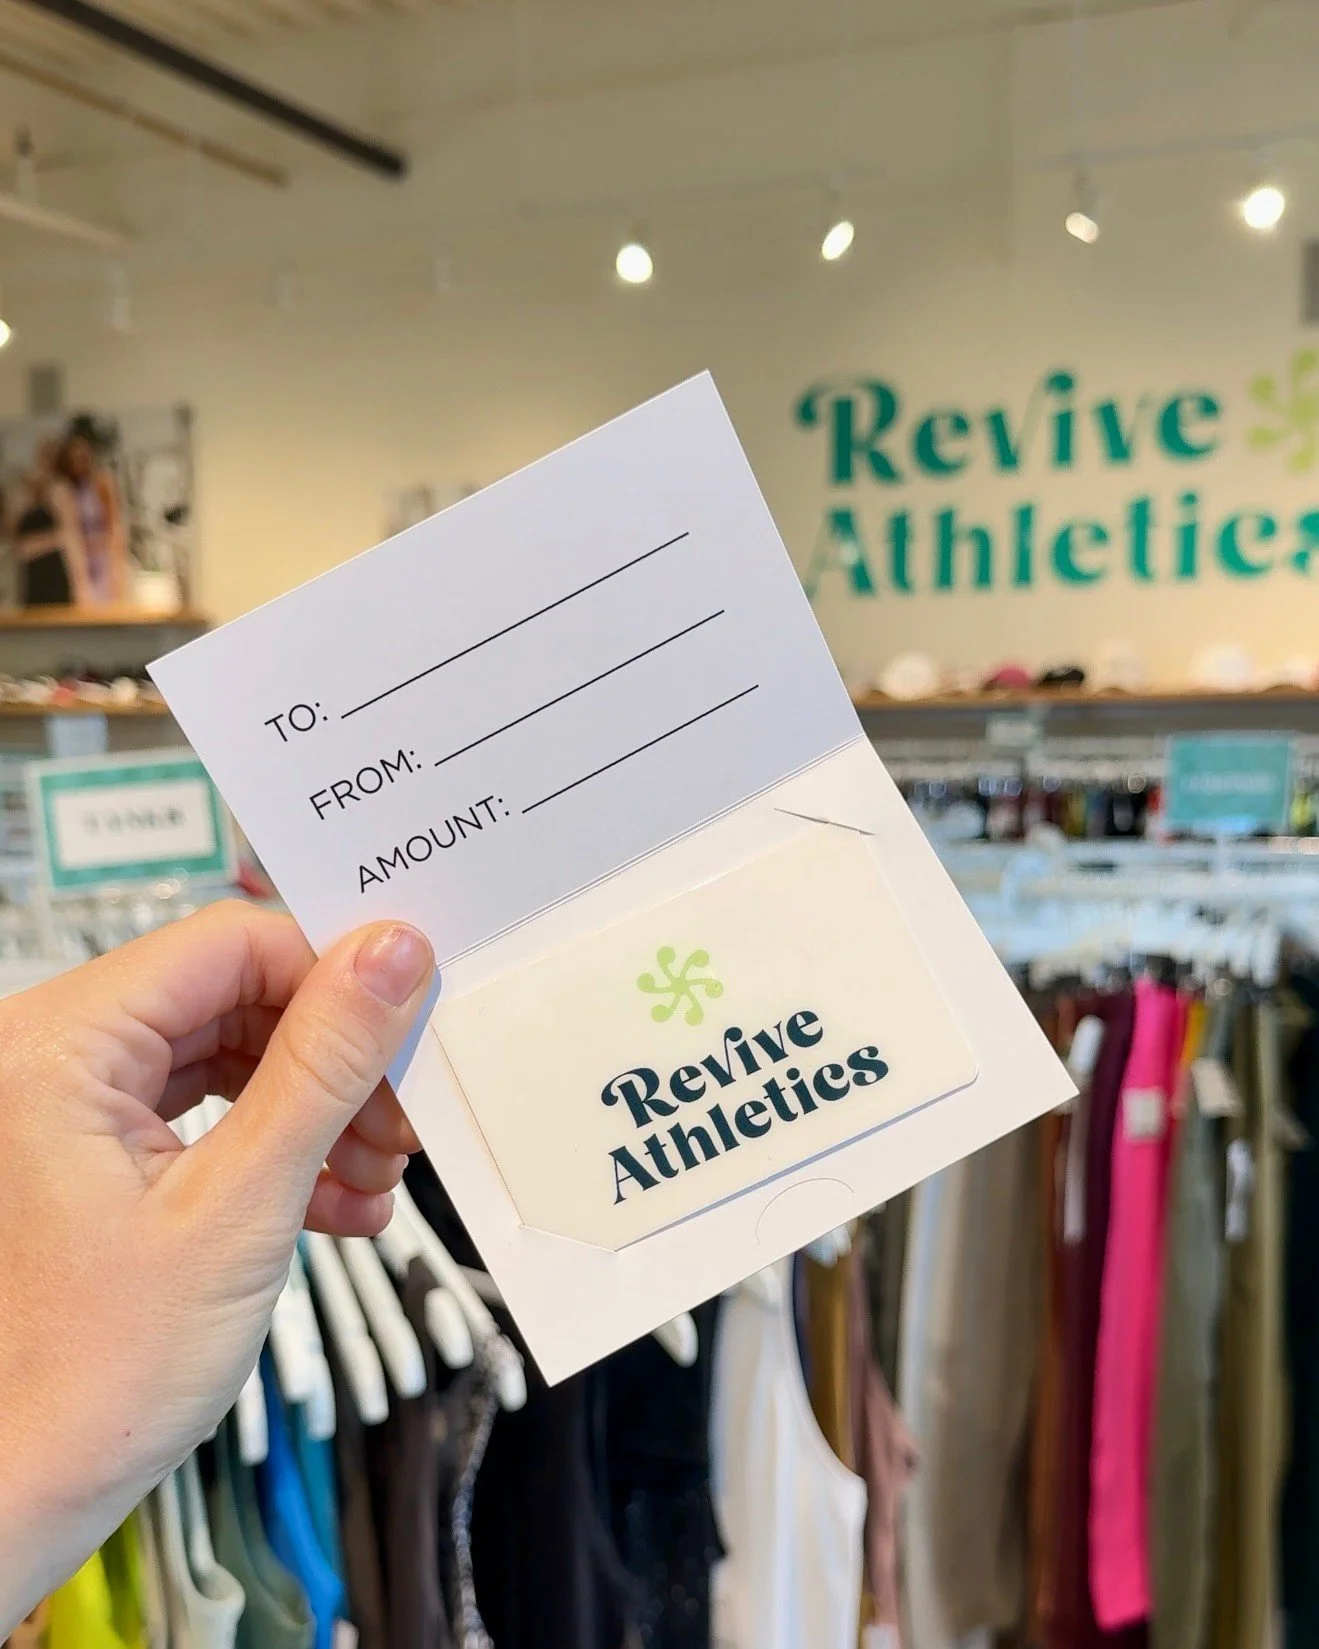 Revive
Athletics
TO:
FROM:
AMOUNT:
Revive
Athletics